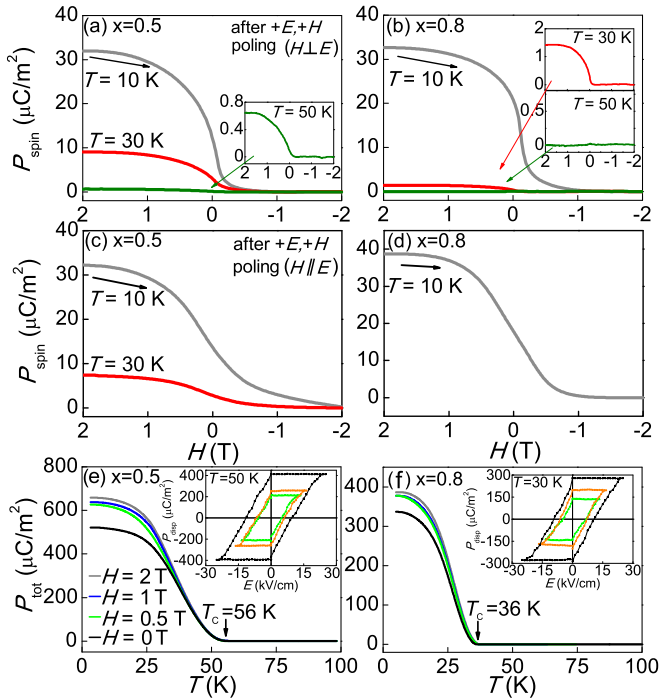 (a) x=0.5
after +E,+H
poling (H⊥E)
T = 10 K
T = 30 K
T = 50 K
0.8
0.4
0
2 1 0 -1 -2
P_spin (μC/m²)
40
30
20
10
0
2 1 0 -1 -2
(b) x=0.8
T = 10 K
T = 30 K
2
1
0
T = 50 K
0.5
0
2 1 0 -1 -2
40
30
20
10
0
2 1 0 -1 -2
(c) x=0.5
after +E,+H
poling (H∥E)
T = 10 K
T = 30 K
P_spin (μC/m²)
40
30
20
10
0
2 1 0 -1 -2
H (T)
(d) x=0.8
T = 10 K
40
30
20
10
0
2 1 0 -1 -2
H (T)
(e) x=0.5
T=50 K
P_disp (μC/m²)
400
200
0
-200
-400
-30 -15 0 15 30
E (kV/cm)
H = 2 T
H = 1 T
H = 0.5 T
H = 0 T
T_C=56 K
P_tot (μC/m²)
800
600
400
200
0
0 25 50 75 100
T (K)
(f) x=0.8
T=30 K
P_disp (μC/m²)
300
150
0
-150
-300
-30 -15 0 15 30
E (kV/cm)
T_C=36 K
400
300
200
100
0
0 25 50 75 100
T (K)